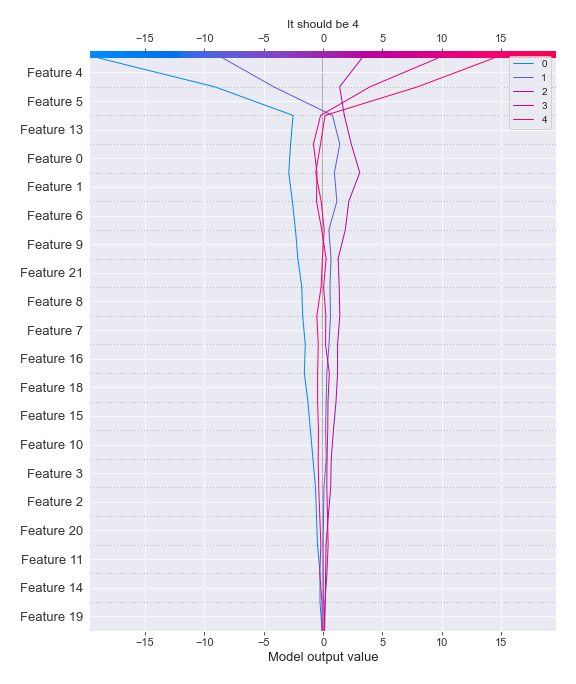 It should be 4
−15 −10 −5 0 5 10 15
0
1
2
3
4
Feature 4
Feature 5
Feature 13
Feature 0
Feature 1
Feature 6
Feature 9
Feature 21
Feature 8
Feature 7
Feature 16
Feature 18
Feature 15
Feature 10
Feature 3
Feature 2
Feature 20
Feature 11
Feature 14
Feature 19
−15 −10 −5 0 5 10 15
Model output value